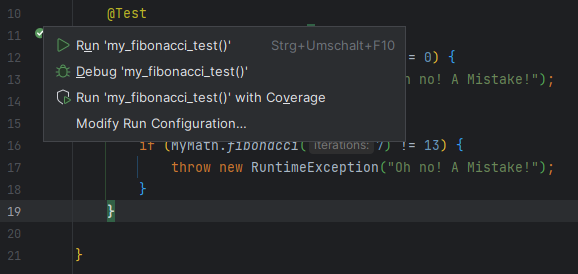 10 @Test
11
Run 'my_fibonacci_test()' Strg+Umschalt+F10
12 = 0) {
Debug 'my_fibonacci_test()'
13 h no! A Mistake!");
Run 'my_fibonacci_test()' with Coverage
14
Modify Run Configuration...
15
16 if (MyMath.fibonacci( iterations: 7) != 13) {
17 throw new RuntimeException("Oh no! A Mistake!");
18 }
19 }
20
21 }